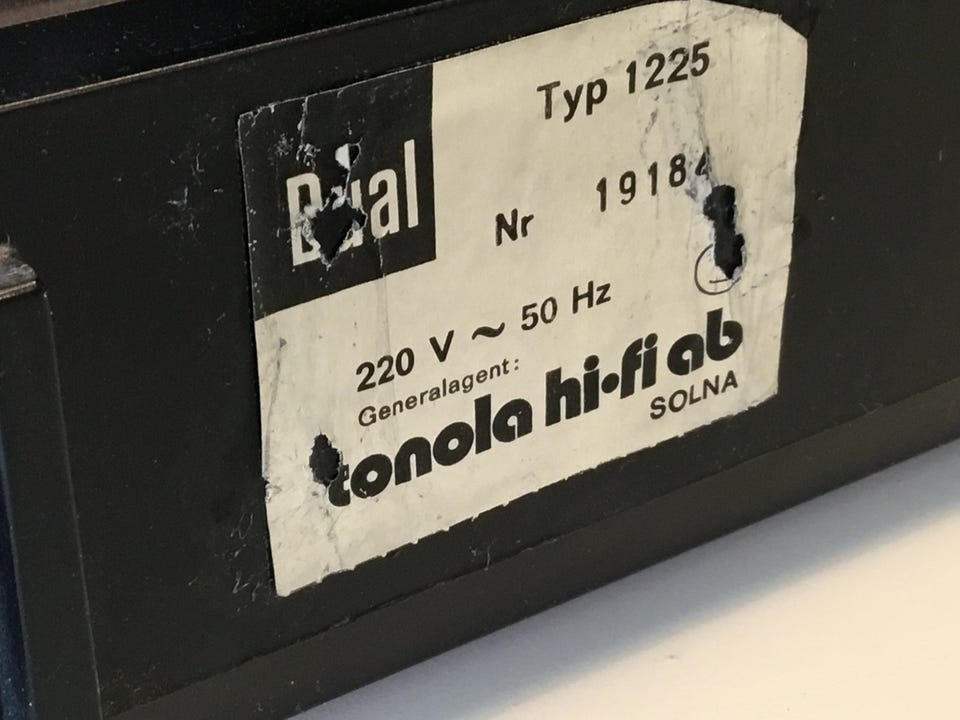 Dual
Typ 1225
Nr 19184
220 V ~ 50 Hz
Generalagent:
tonola hi•fi ab
SOLNA